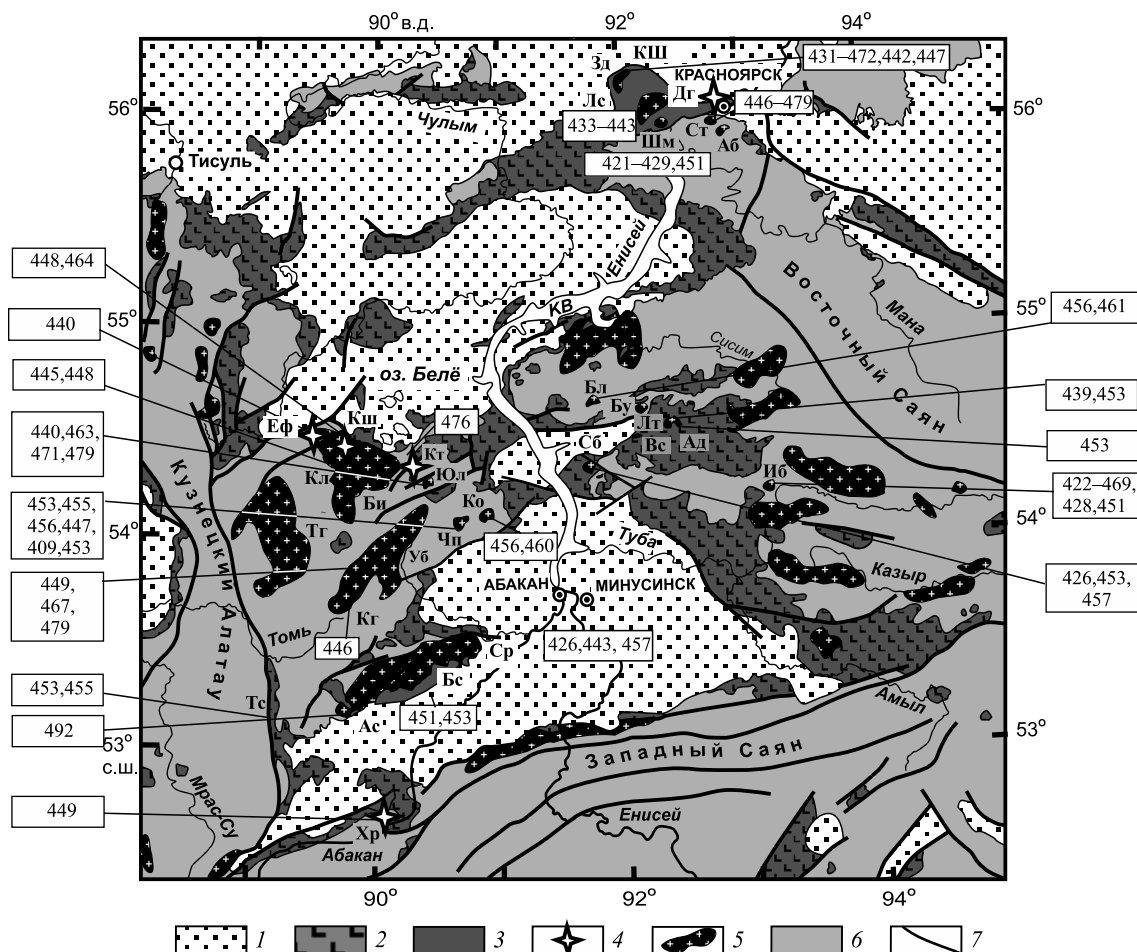 90° в.д.
92°
94°
КШ
Зд
431–472,442,447
КРАСНОЯРСК
56°
56°
Лс
Дг
446–479
Чулым
433–443
Ст
Шм
Аб
Тисуль
421–429,451
Енисей
Восточный Саян
Мана
448,464
55°
КВ
55°
456,461
440
Сисим
оз. Белё
445,448
Бл
439,453
Кш
Бу
Еф
476
Лт
440,463,
471,479
Кт
Сб
Вс
Ад
453
Кузнецкий Алатау
Кл
Юл
Иб
Би
422–469,
428,451
453,455,
456,447,
409,453
Ко
54°
54°
Тг
Чп
Туба
Уб
456,460
Казыр
426,453,
457
449,
467,
479
АБАКАН
МИНУСИНСК
Кг
Томь
446
Ср
426,443, 457
Бс
453,455
Тс
Амыл
451,453
492
Ас
53°
с.ш.
53°
Западный Саян
Мрас-Су
449
Енисей
Хр
Абакан
90°
92°
94°
1
2
3
4
5
6
7